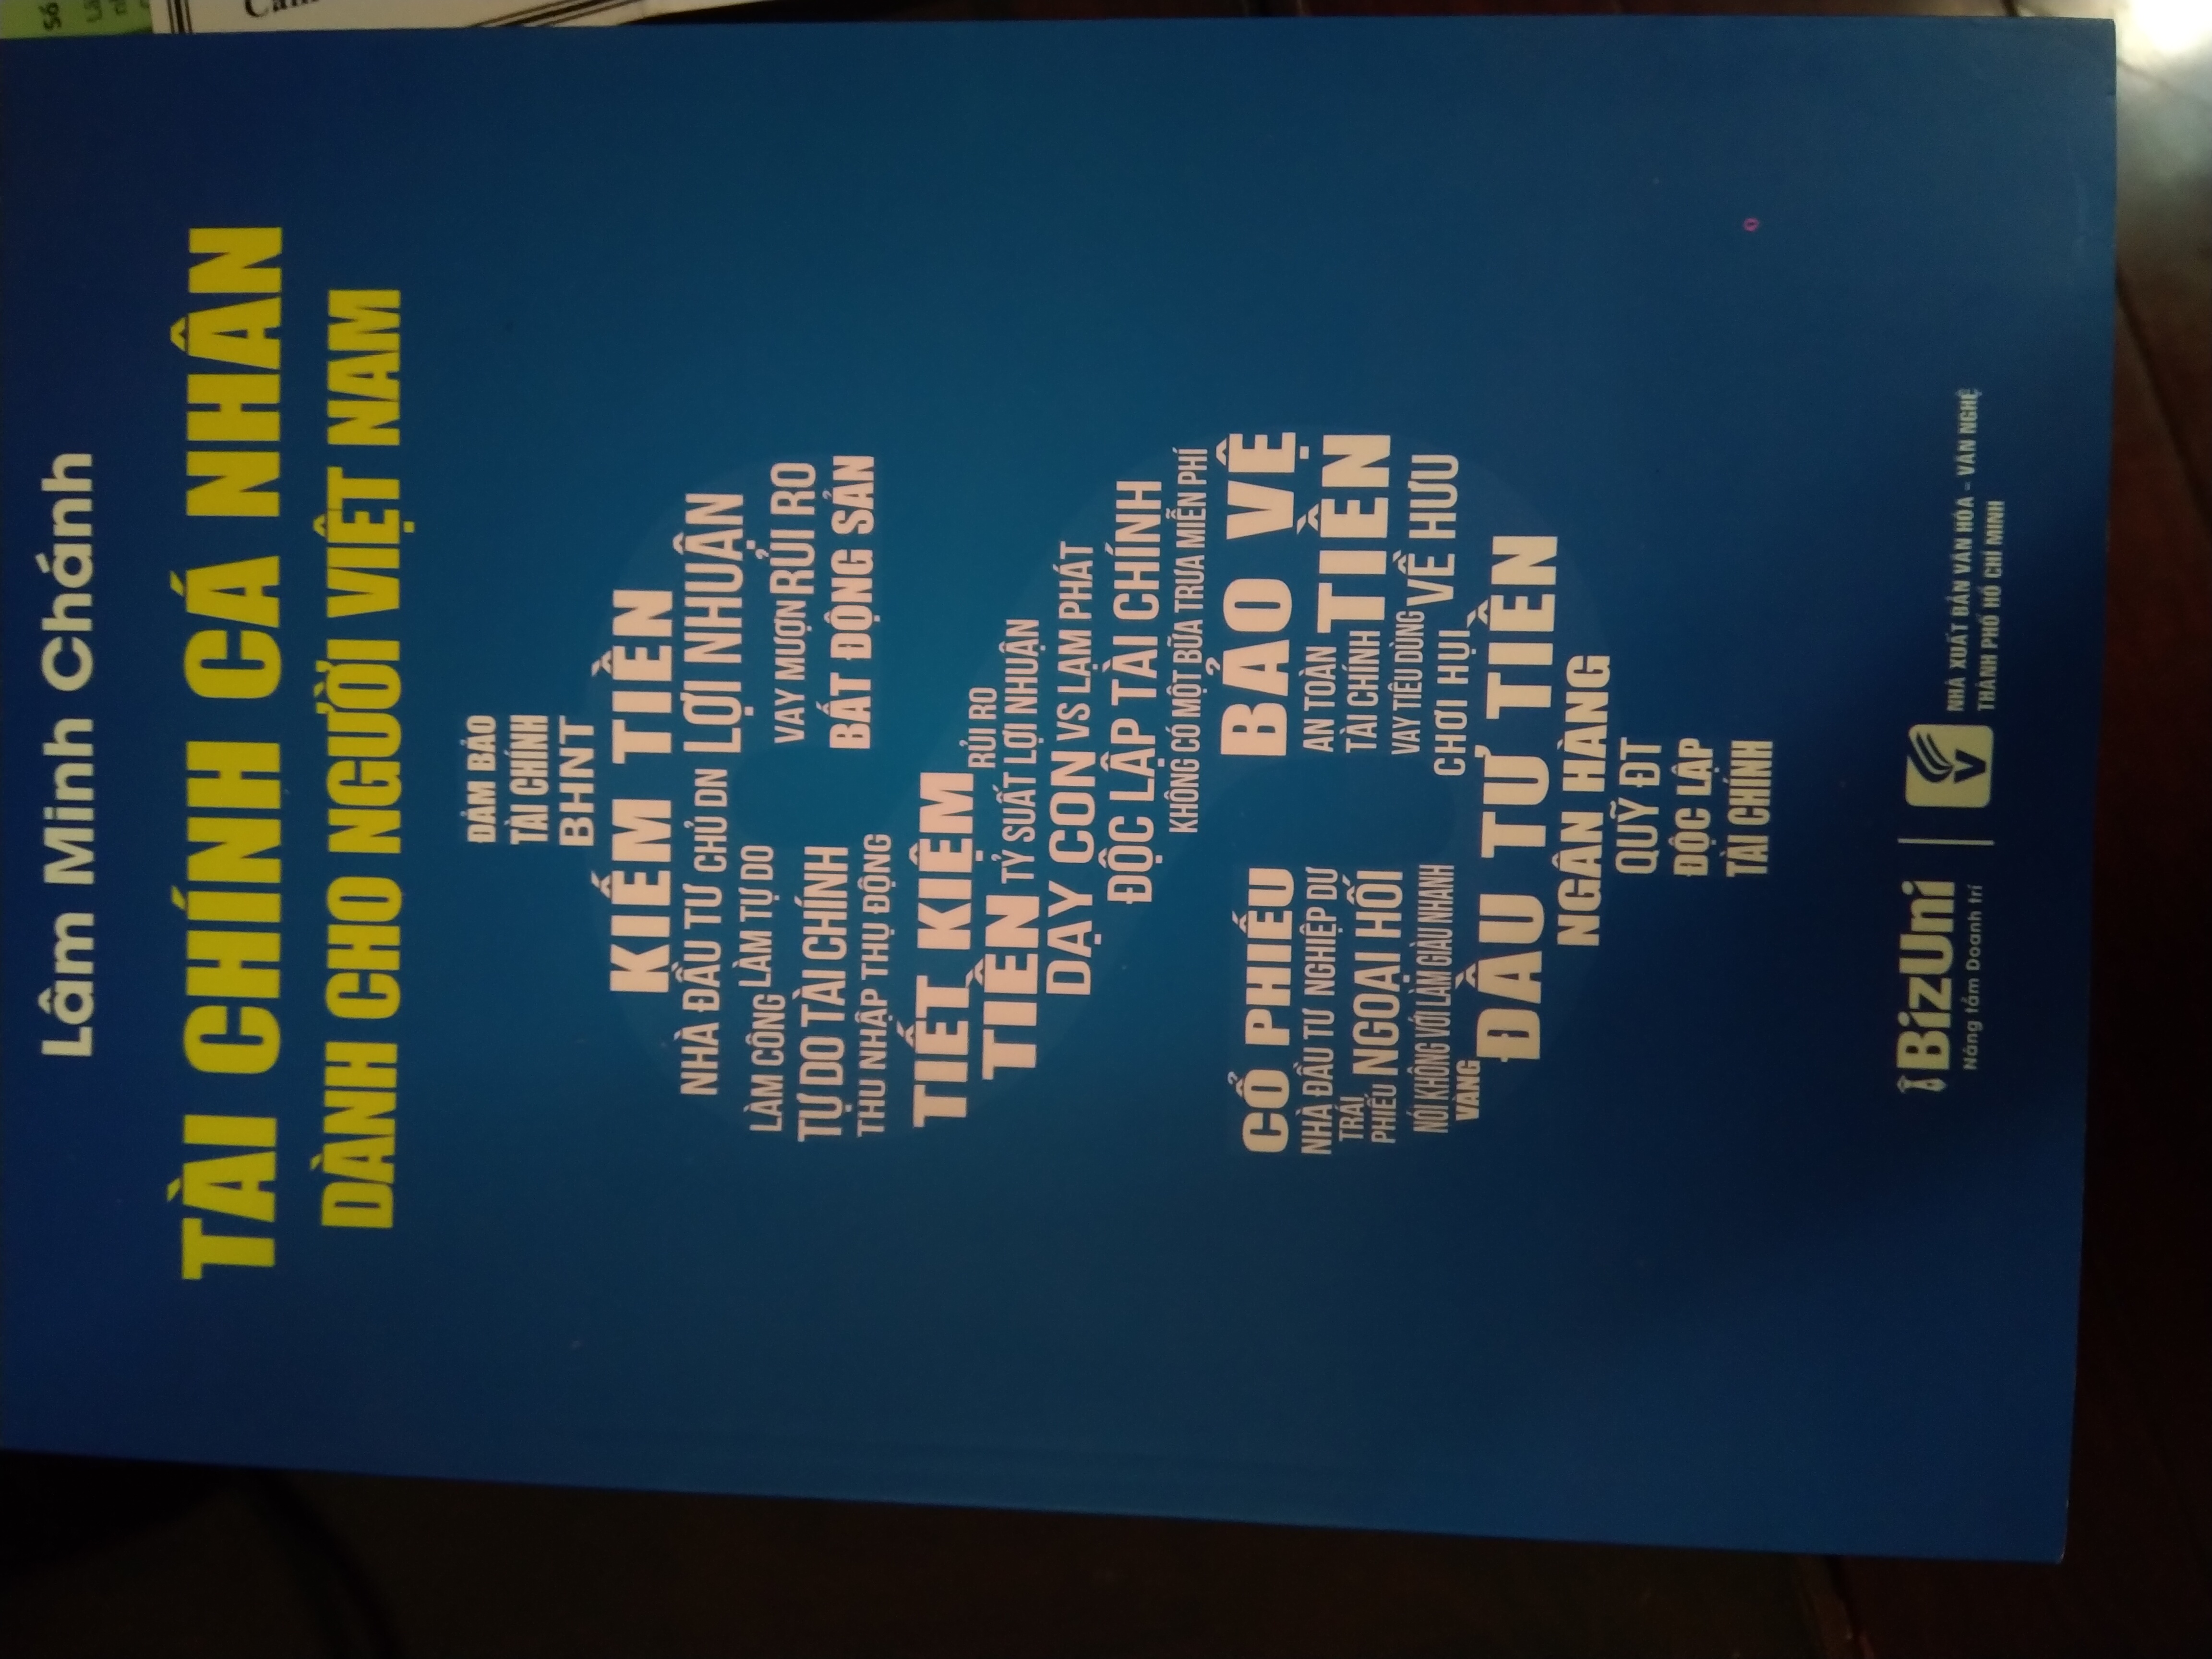 Lâm Minh Chánh
TÀI CHÍNH CÁ NHÂN
DÀNH CHO NGƯỜI VIỆT NAM
ĐẢM BẢO
TÀI CHÍNH
BHNT
KIẾM TIỀN
NHÀ ĐẦU TƯ CHỦ DN LỢI NHUẬN
LÀM CÔNG LÀM TỰ DO
VAY MƯỢN RỦI RO
TỰ DO TÀI CHÍNH
BẤT ĐỘNG SẢN
THU NHẬP THỤ ĐỘNG
TIẾT KIỆM
RỦI RO
TIỀN TỶ SUẤT LỢI NHUẬN
DẠY CON VS LẠM PHÁT
ĐỘC LẬP TÀI CHÍNH
KHÔNG CÓ MỘT BỮA TRƯA MIỄN PHÍ
CỔ PHIẾU
BẢO VỆ
NHÀ ĐẦU TƯ NGHIỆP DƯ
AN TOÀN
TÀI CHÍNH
TIỀN
TRÁI
PHIẾU
NGOẠI HỐI
VAY TIÊU DÙNG
VỀ HƯU
NÓI KHÔNG VỚI LÀM GIÀU NHANH
CHƠI HỤI
VÀNG
ĐẦU TƯ TIỀN
NGÂN HÀNG
QUỸ ĐT
ĐỘC LẬP
TÀI CHÍNH
BizUni
Nâng tầm Doanh trí
NHÀ XUẤT BẢN VĂN HÓA - VĂN NGHỆ
THÀNH PHỐ HỒ CHÍ MINH
Số